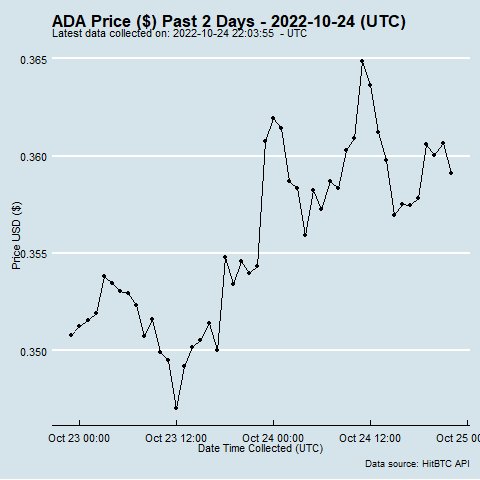 ADA Price ($) Past 2 Days - 2022-10-24 (UTC)
Latest data collected on: 2022-10-24 22:03:55  - UTC
0.365
0.360
0.355
0.350
Price USD ($)
Oct 23 00:00 Oct 23 12:00 Oct 24 00:00 Oct 24 12:00 Oct 25 00
Date Time Collected (UTC)
Data source: HitBTC API